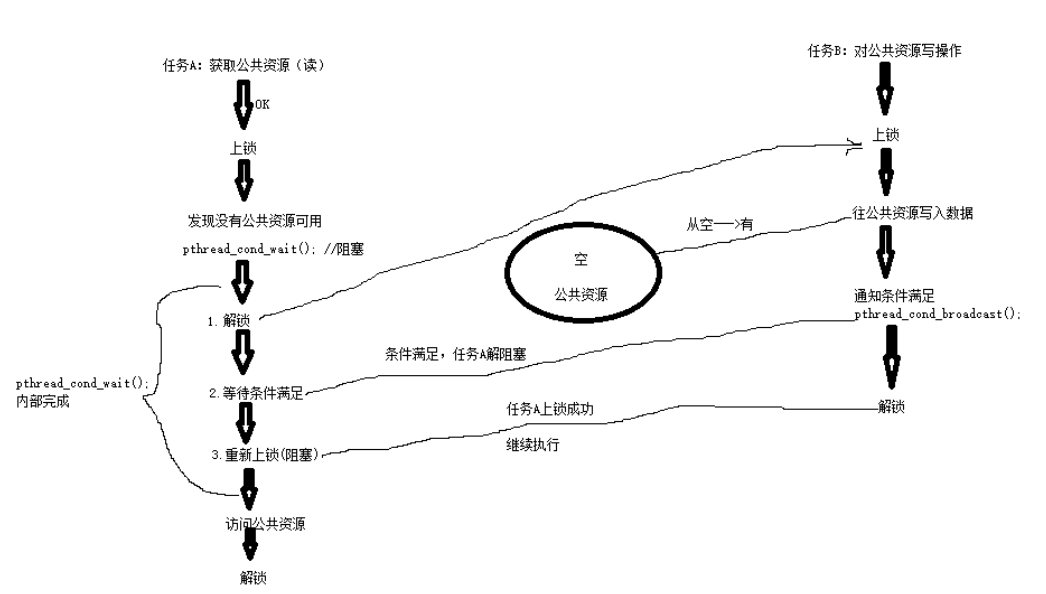 任务A：获取公共资源（读）
OK
上锁
发现没有公共资源可用
pthread_cond_wait(); //阻塞
1.解锁
2.等待条件满足
3.重新上锁(阻塞)
访问公共资源
解锁
pthread_cond_wait();
内部完成
空
公共资源
从空——>有
条件满足，任务A解阻塞
任务A上锁成功
继续执行
任务B：对公共资源写操作
上锁
往公共资源写入数据
通知条件满足
pthread_cond_broadcast();
解锁